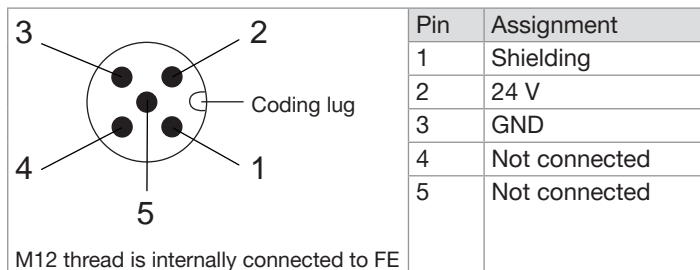 3
2
Coding lug
4
1
5
M12 thread is internally connected to FE
Pin Assignment
1 Shielding
2 24 V
3 GND
4 Not connected
5 Not connected